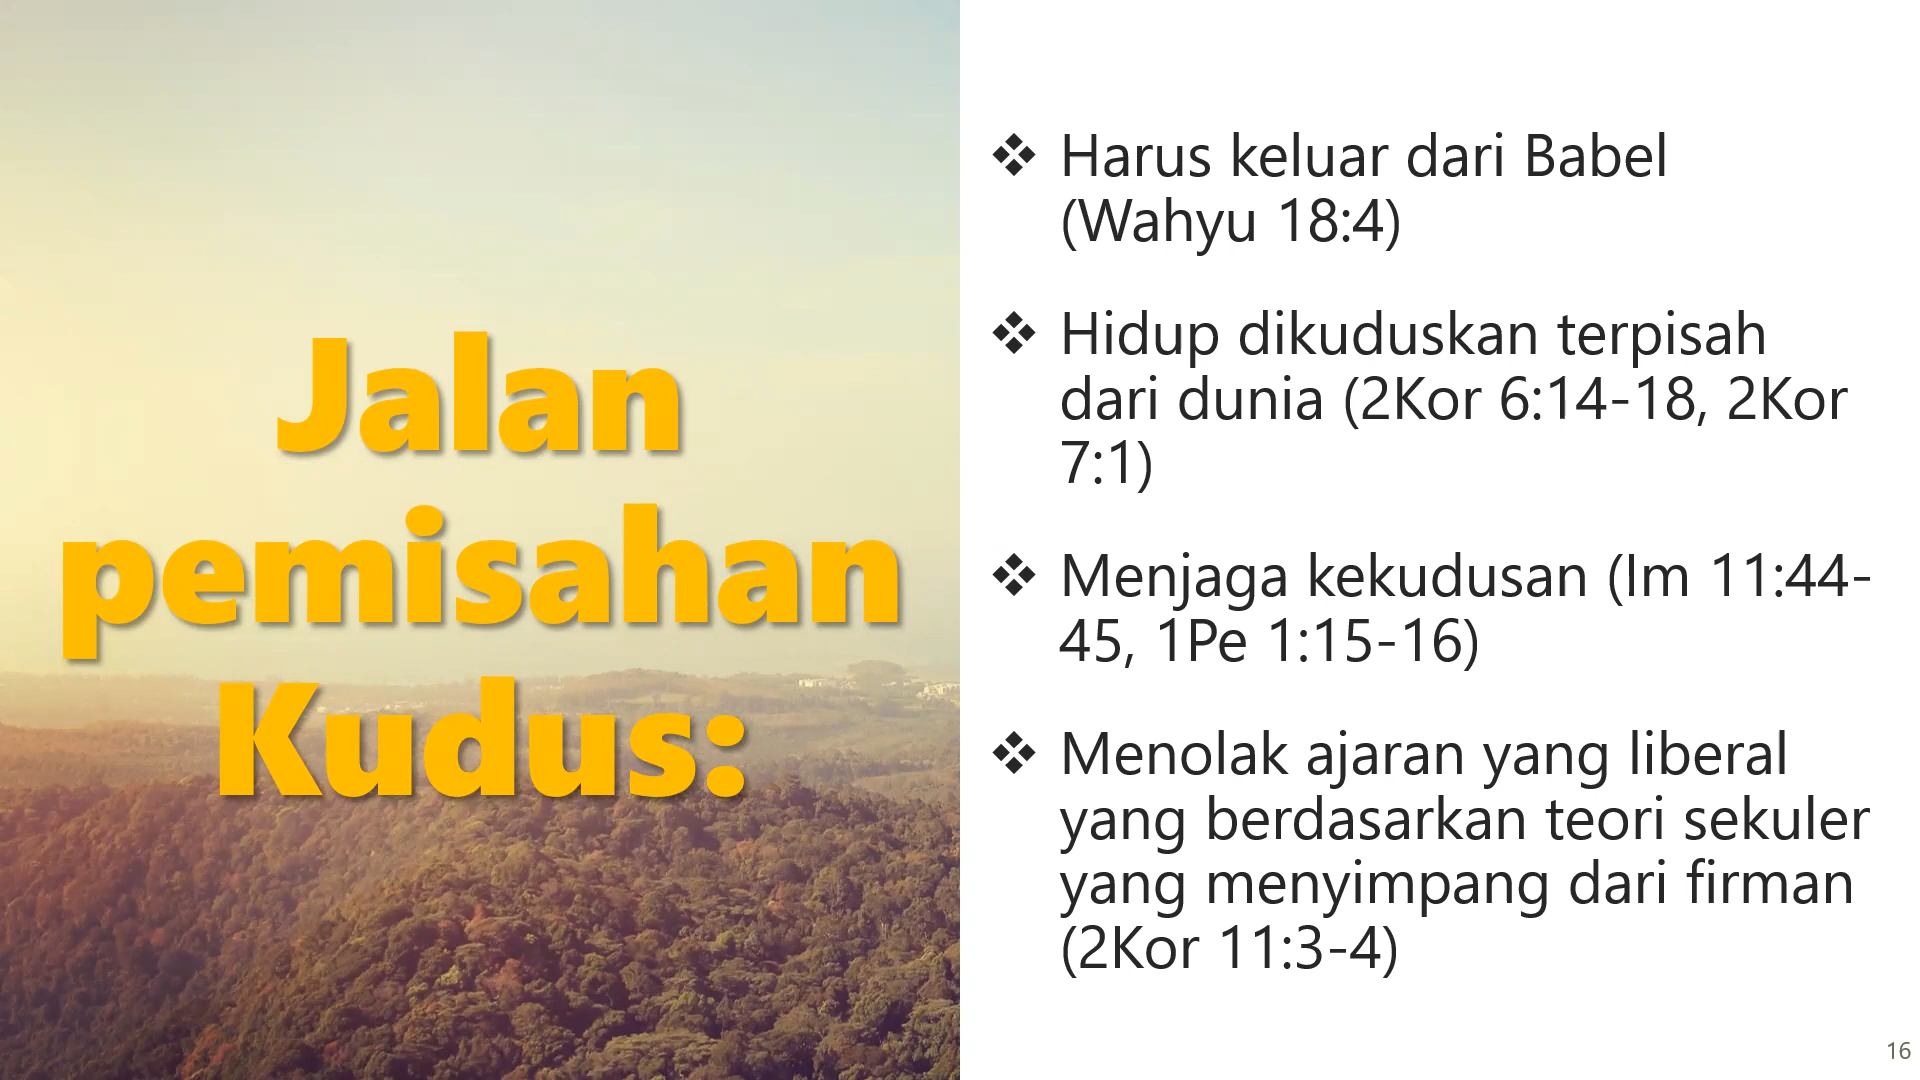 Jalan
pemisahan
Kudus:
❖ Harus keluar dari Babel
(Wahyu 18:4)
❖ Hidup dikuduskan terpisah
dari dunia (2Kor 6:14-18, 2Kor
7:1)
❖ Menjaga kekudusan (Im 11:44-
45, 1Pe 1:15-16)
❖ Menolak ajaran yang liberal
yang berdasarkan teori sekuler
yang menyimpang dari firman
(2Kor 11:3-4)
16